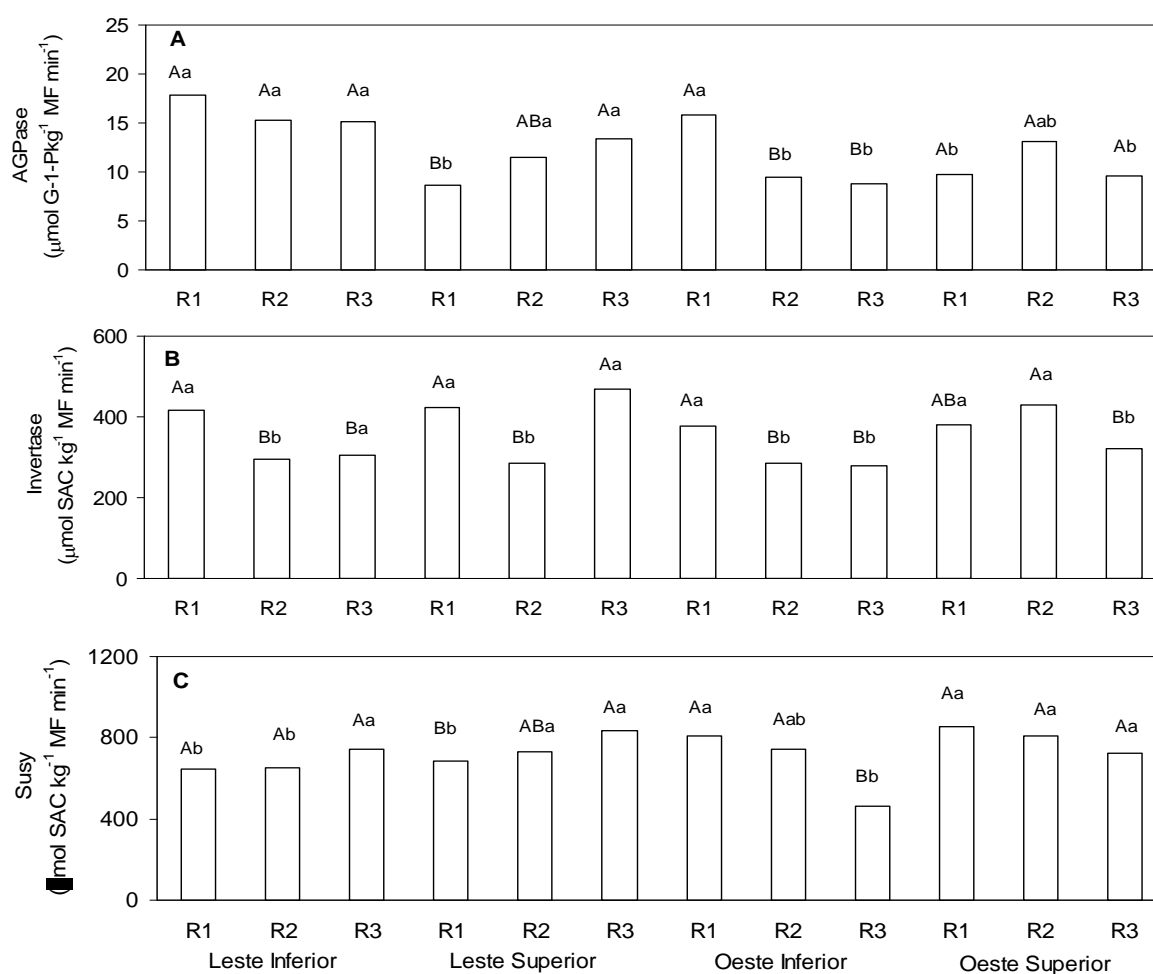 A
AGPase
(µmol G-1-Pkg⁻¹ MF min⁻¹)
25
20
15
10
5
0
Aa Aa Aa Bb ABa Aa Aa Bb Bb Ab Aab Ab
R1 R2 R3 R1 R2 R3 R1 R2 R3 R1 R2 R3
B
Invertase
(µmol SAC kg⁻¹ MF min⁻¹)
600
400
200
0
Aa Bb Ba Aa Bb Aa Aa Bb Bb ABa Aa Bb
R1 R2 R3 R1 R2 R3 R1 R2 R3 R1 R2 R3
C
Susy
(mol SAC kg⁻¹ MF min⁻¹)
1200
800
400
0
Ab Ab Aa Bb ABa Aa Aa Aab Bb Aa Aa Aa
R1 R2 R3 R1 R2 R3 R1 R2 R3 R1 R2 R3
Leste Inferior Leste Superior Oeste Inferior Oeste Superior